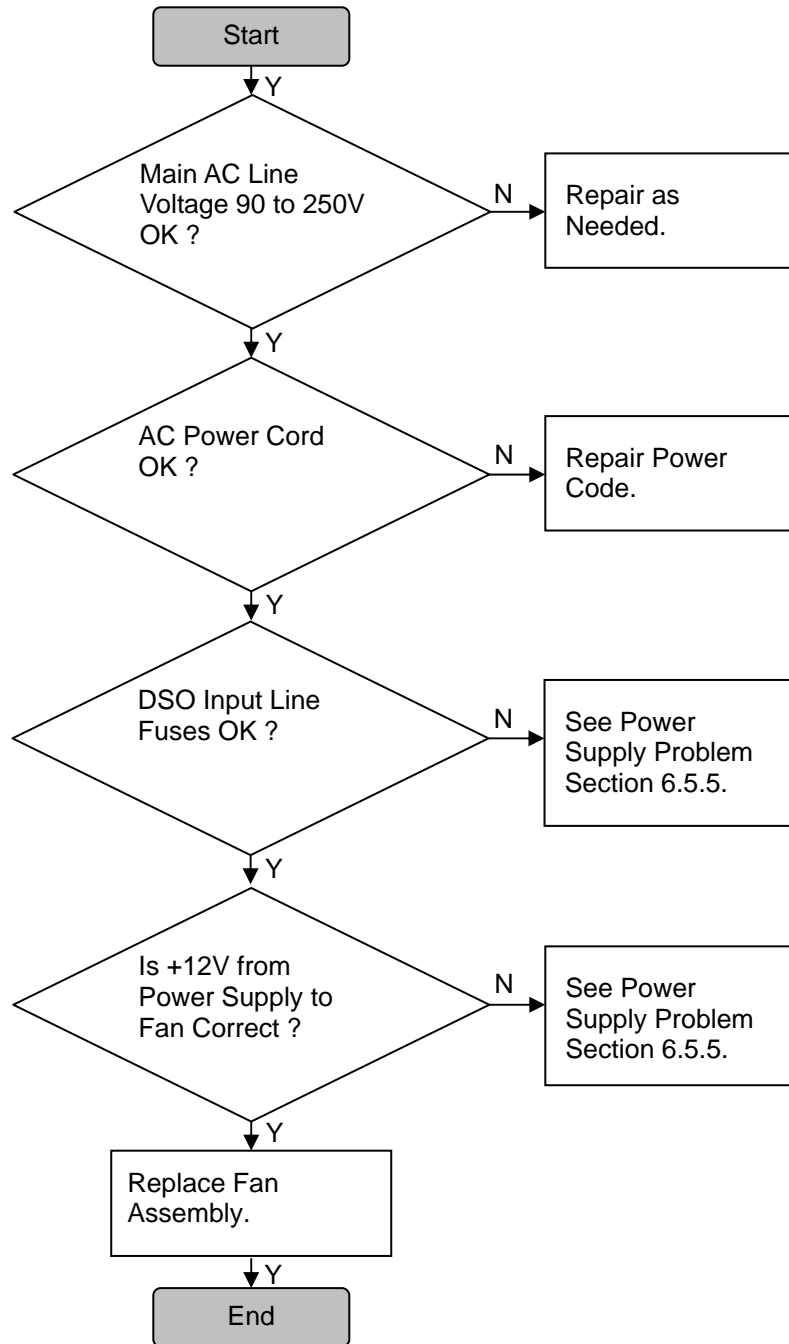 Start
Y
Main AC Line
Voltage 90 to 250V
OK ?
N
Repair as
Needed.
Y
AC Power Cord
OK ?
N
Repair Power
Code.
Y
DSO Input Line
Fuses OK ?
N
See Power
Supply Problem
Section 6.5.5.
Y
Is +12V from
Power Supply to
Fan Correct ?
N
See Power
Supply Problem
Section 6.5.5.
Y
Replace Fan
Assembly.
Y
End